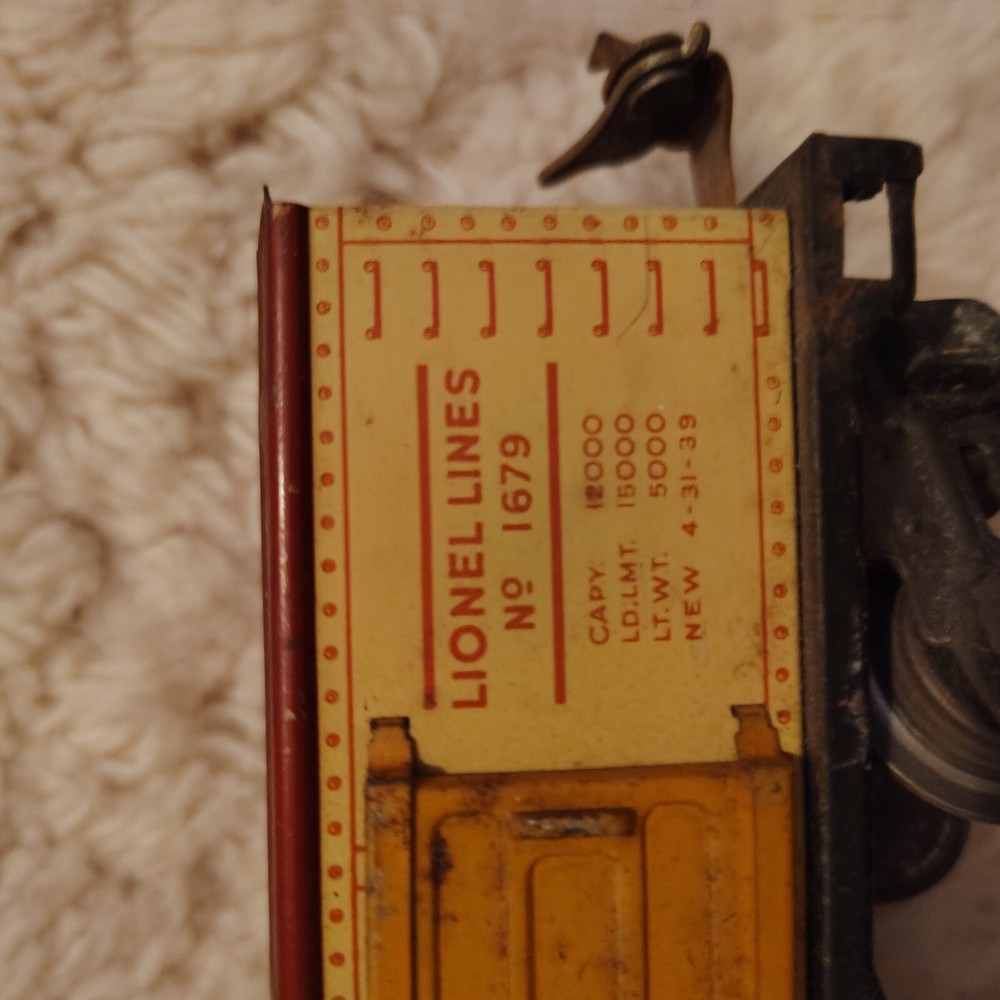 LIONEL LINES
Nº 1679
CAPY. 12000
LD.LMT. 15000
LT.WT. 5000
NEW 4-31-39